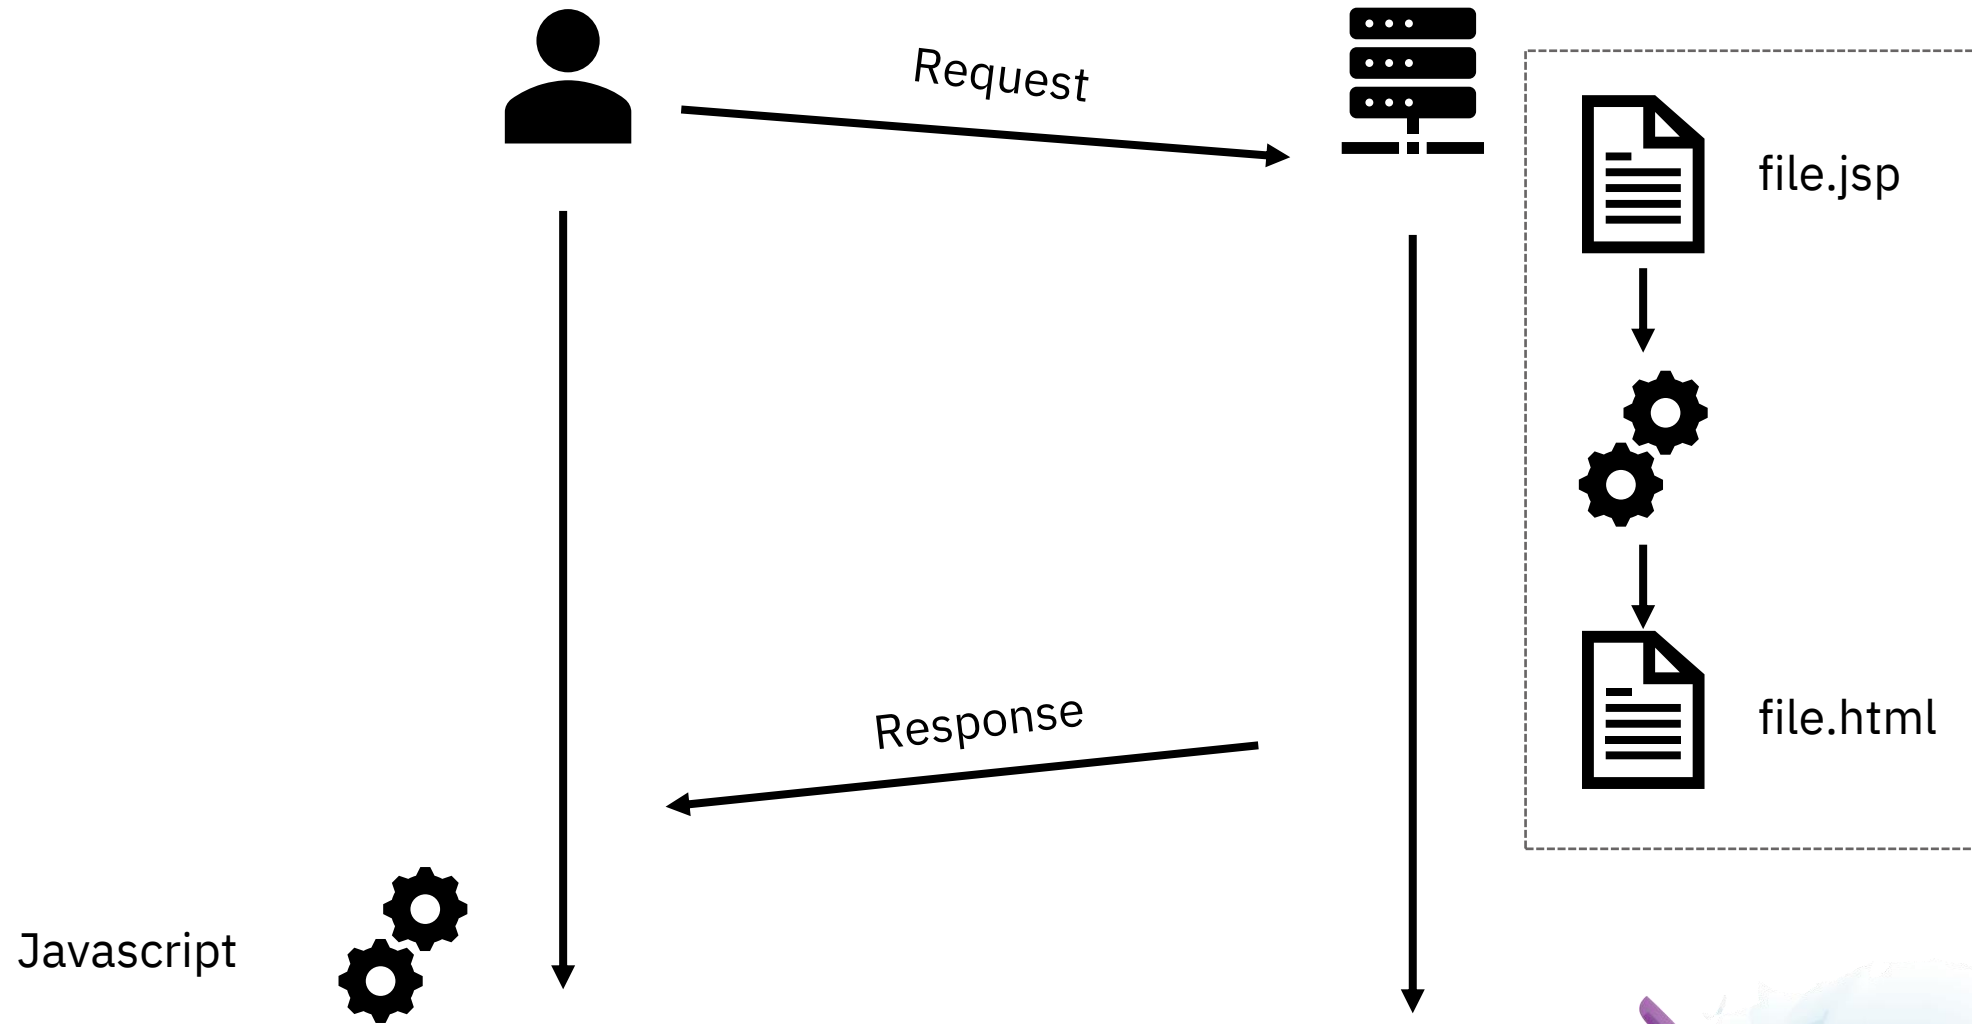 Request
file.jsp
Response
file.html
Javascript